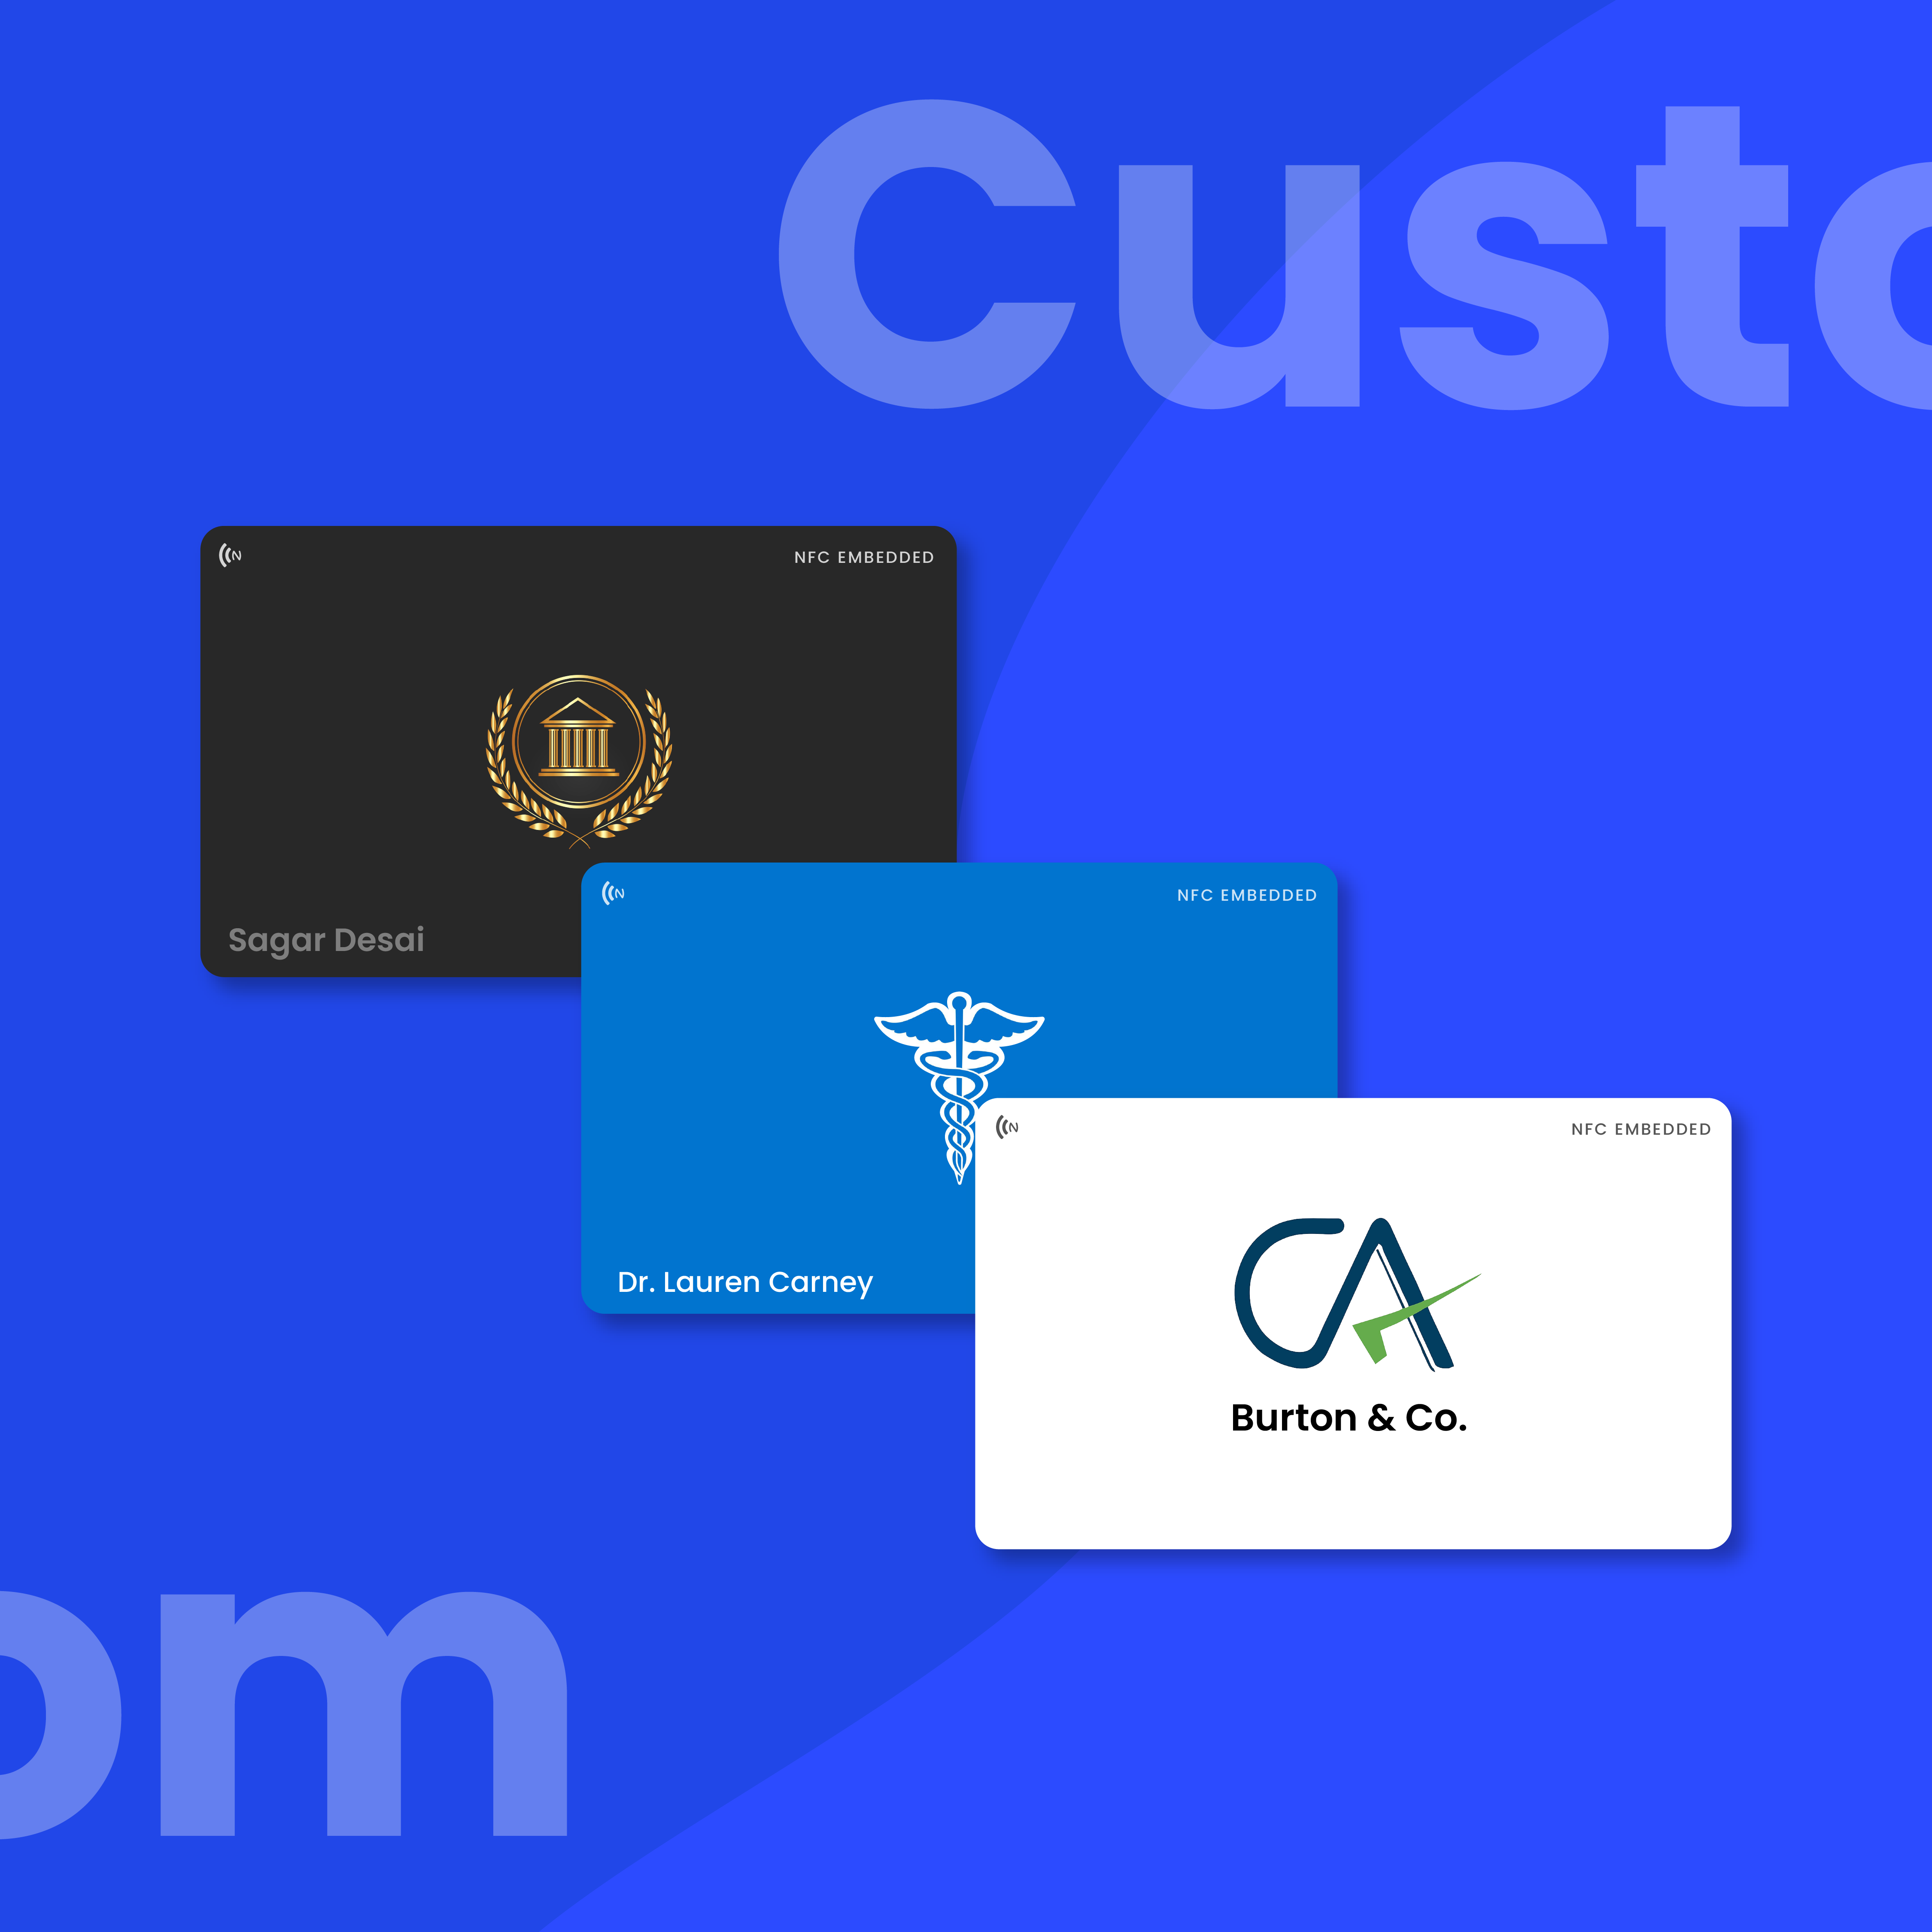 Custo
NFC EMBEDDED
Sagar Desai
NFC EMBEDDED
Dr. Lauren Carney
NFC EMBEDDED
CA
Burton & Co.
om